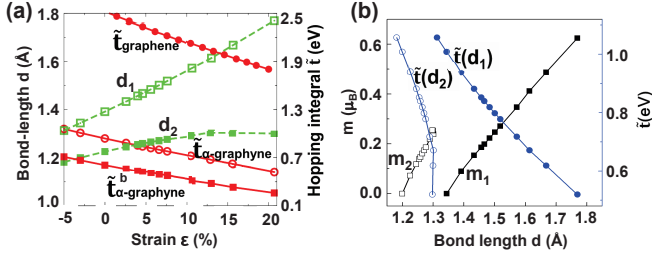 (a)
Bond-length d (Å)
1.8
1.6
1.4
1.2
1.0
-5
0
5
10
15
20
Strain ε (%)
2.5
1.9
1.3
0.7
0.1
Hopping integral t̃ (eV)
t̃graphene
d1
d2
t̃α-graphyne
t̃bα-graphyne
(b)
m (μB)
0.6
0.4
0.2
0.0
1.2
1.3
1.4
1.5
1.6
1.7
1.8
Bond length d (Å)
1.0
0.8
0.6
t̃(eV)
t̃(d1)
t̃(d2)
m2
m1